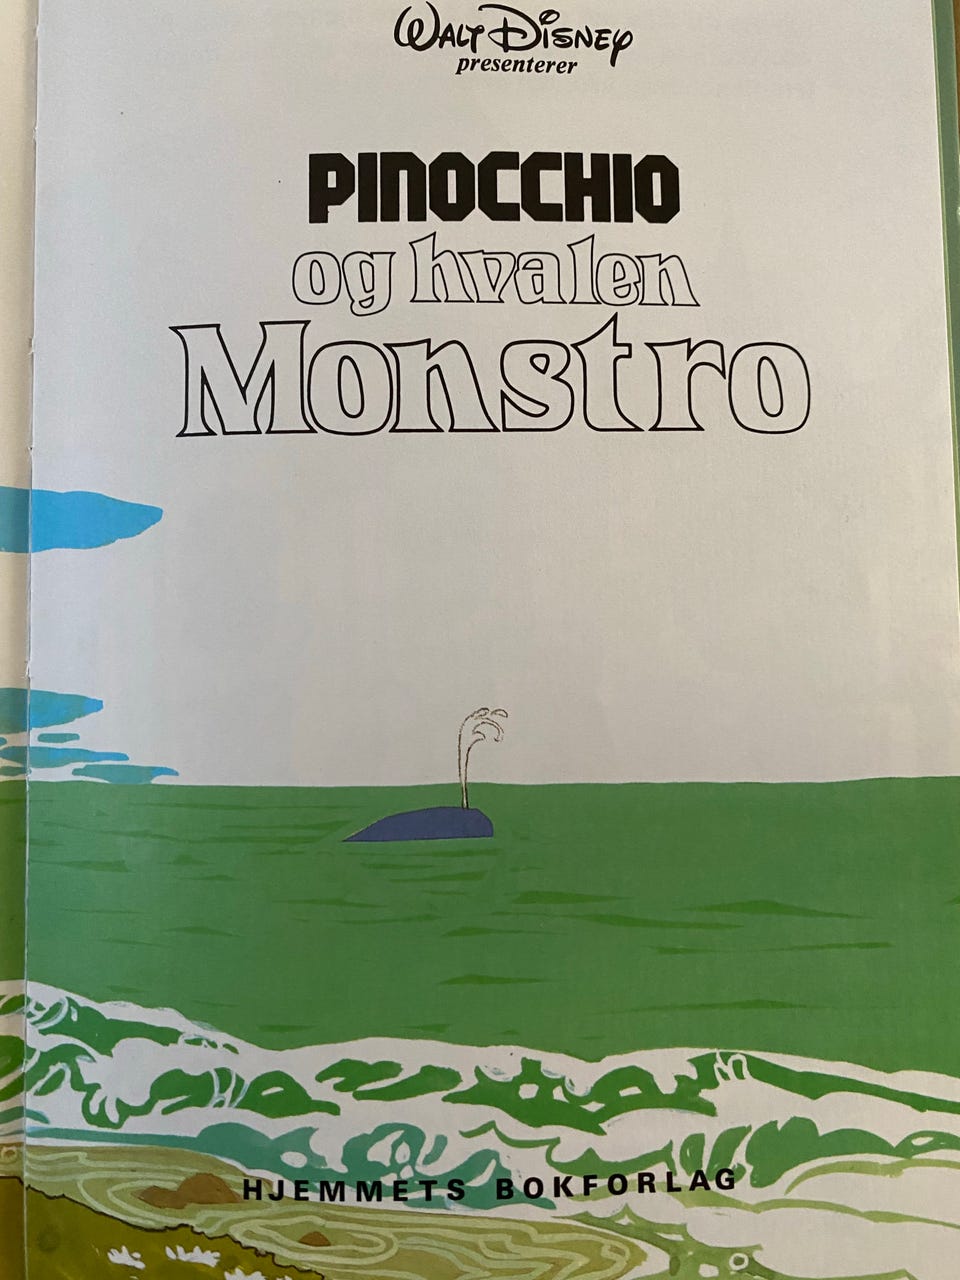 WALT DISNEY
presenterer
PINOCCHIO
og hvalen
Monstro
HJEMMETS BOKFORLAG